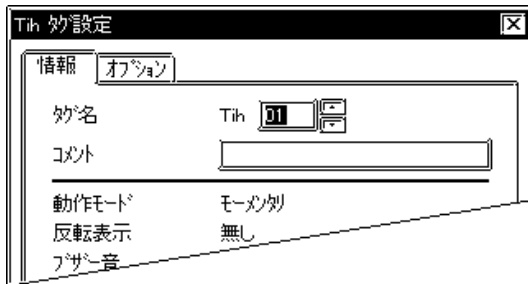 Tih ﾀｸﾞ設定
情報 ｵﾌﾟｼｮﾝ
ﾀｸﾞ名 Tih 01
ｺﾒﾝﾄ
動作ﾓｰﾄﾞ ﾓｰﾒﾝﾀﾘ
反転表示 無し
ﾌﾞｻﾞｰ音